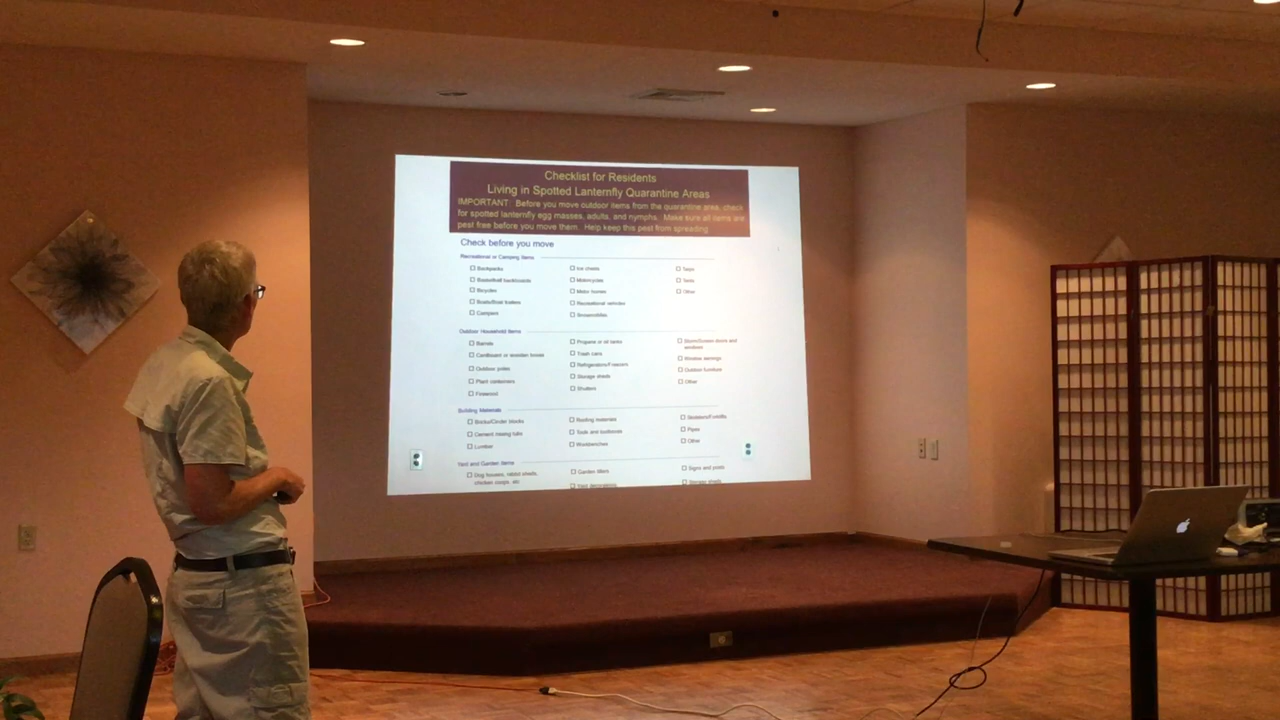 Checklist for Residents
Living in Spotted Lanternfly Quarantine Areas
IMPORTANT: Before you move outdoor items from the quarantine area, check
for spotted lanternfly egg masses, adults, and nymphs. Make sure all items are
pest free before you move them. Help keep this pest from spreading
Check before you move
Recreational or Camping Items
Backpacks
Basketball backboards
Bicycles
Boats/Boat trailers
Campers
Ice chests
Motorcycles
Motor homes
Recreational vehicles
Snowmobiles
Tarps
Tents
Other
Outdoor Household Items
Barrels
Cardboard or wooden boxes
Outdoor poles
Plant containers
Firewood
Propane or oil tanks
Trash cans
Refrigerators/Freezers
Storage sheds
Shutters
Storm/Screen doors and
windows
Window awnings
Outdoor furniture
Other
Building Materials
Bricks/Cinder blocks
Cement mixing tubs
Lumber
Roofing materials
Tools and toolboxes
Workbenches
Skidsters/Forklifts
Pipes
Other
Yard and Garden Items
Dog houses, rabbit sheds,
chicken coops, etc
Garden tillers
Yard decorations
Signs and posts
Storage sheds